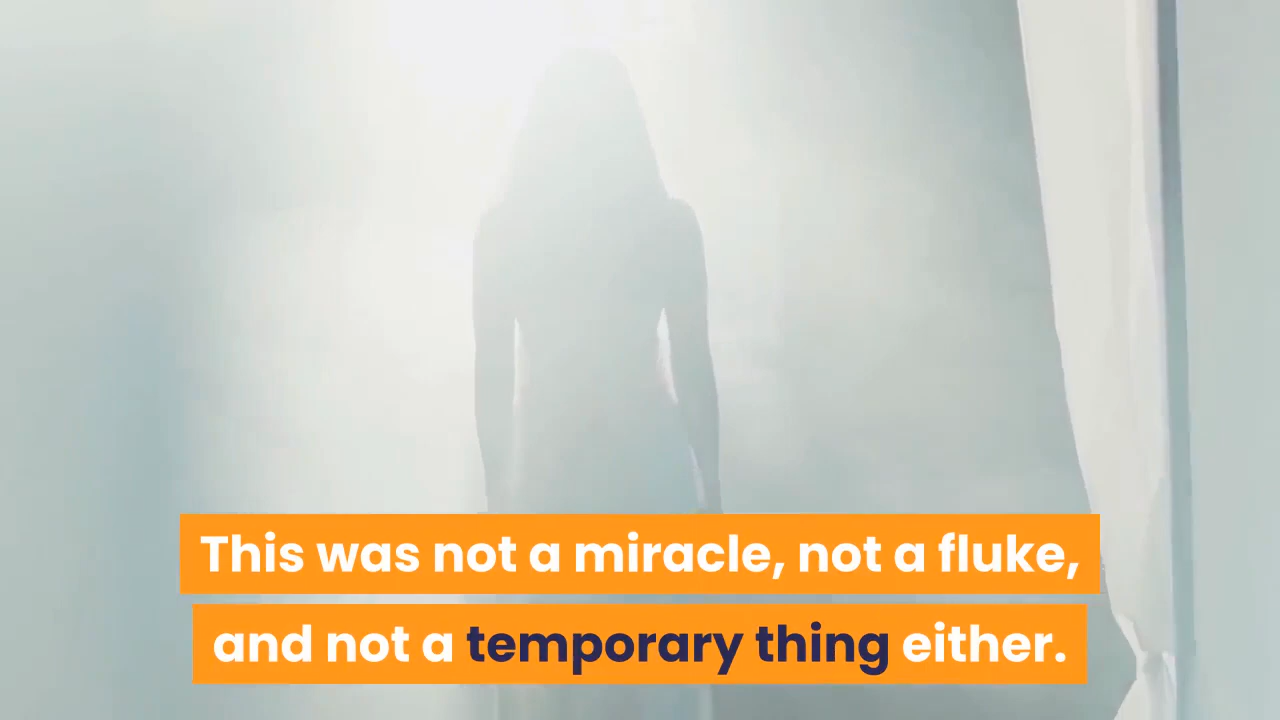 This was not a miracle, not a fluke,
and not a temporary thing either.